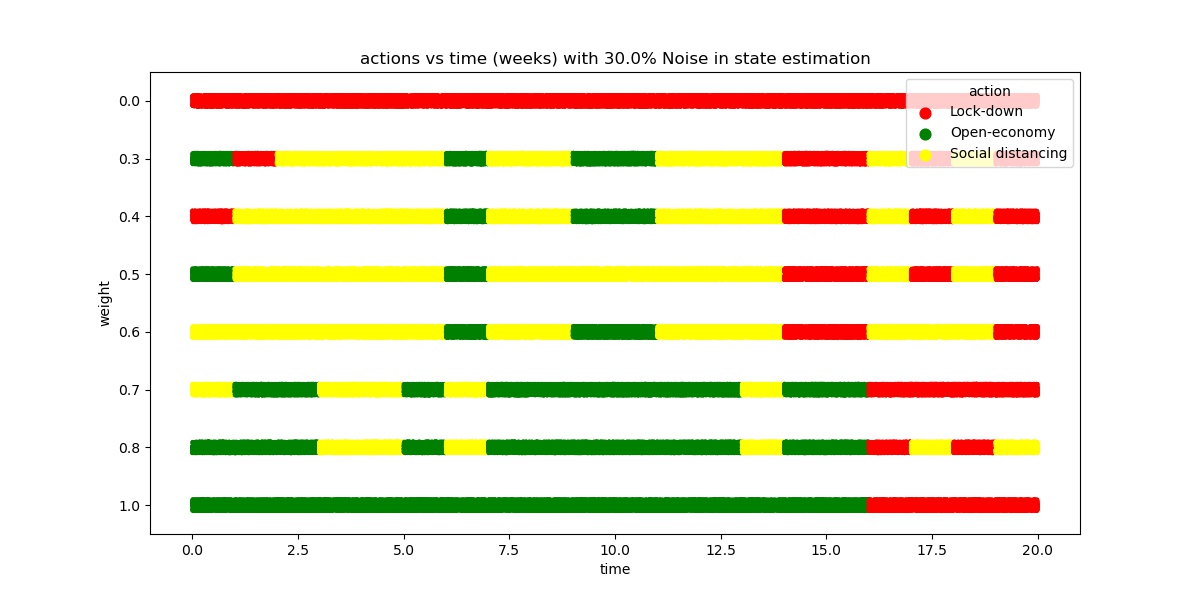 actions vs time (weeks) with 30.0% Noise in state estimation
action
Lock-down
Open-economy
Social distancing
weight
0.0
0.3
0.4
0.5
0.6
0.7
0.8
1.0
0.0 2.5 5.0 7.5 10.0 12.5 15.0 17.5 20.0
time